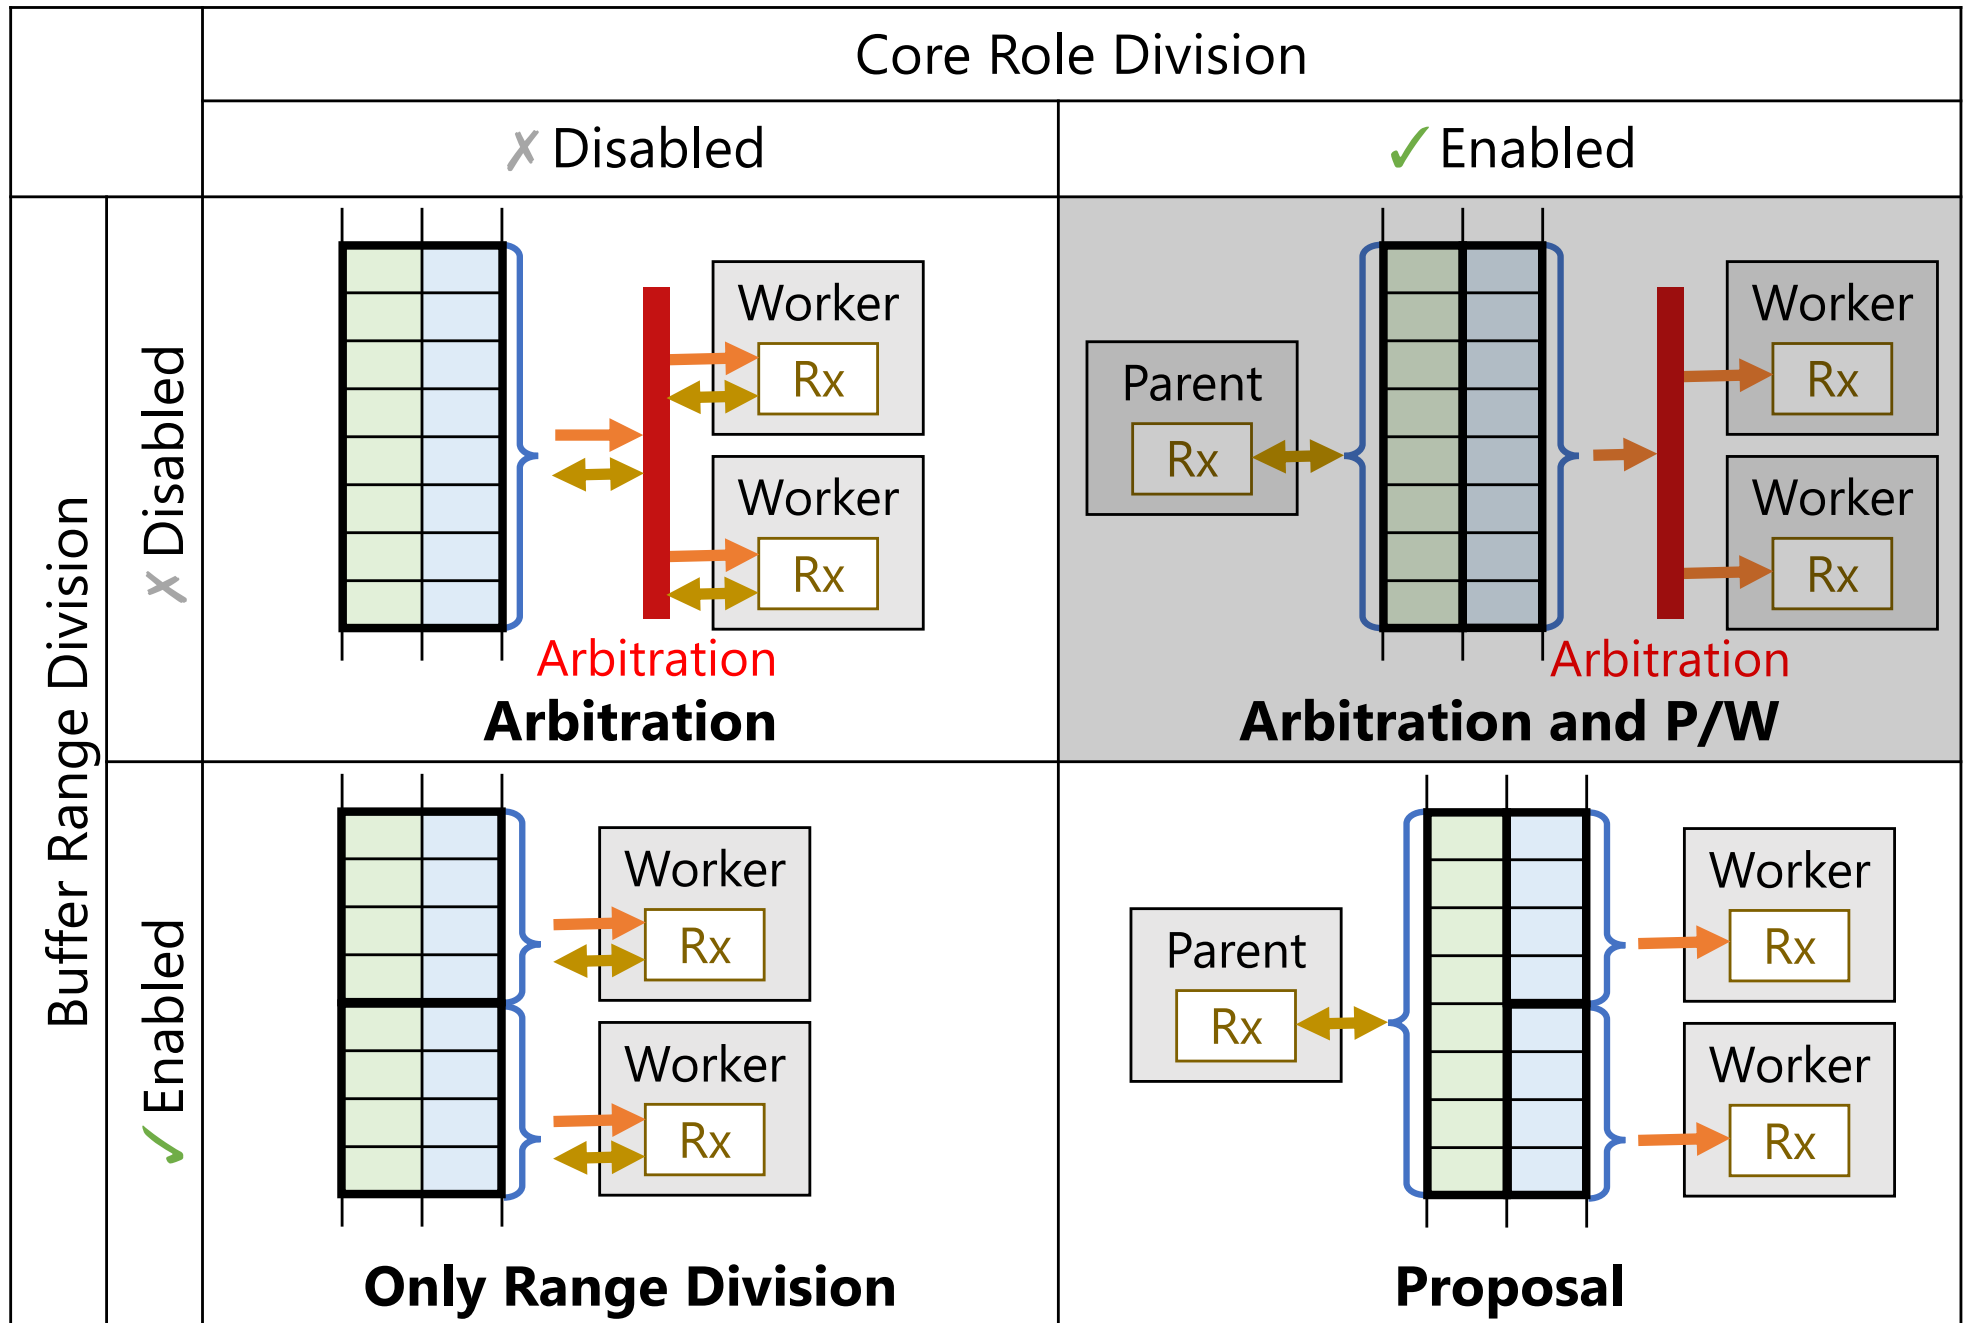 Core Role Division
✗ Disabled
✓ Enabled
Buffer Range Division
✗ Disabled
Worker
Rx
Worker
Rx
Arbitration
Arbitration
Parent
Rx
Worker
Rx
Worker
Rx
Arbitration
Arbitration and P/W
✓ Enabled
Worker
Rx
Worker
Rx
Only Range Division
Parent
Rx
Worker
Rx
Worker
Rx
Proposal